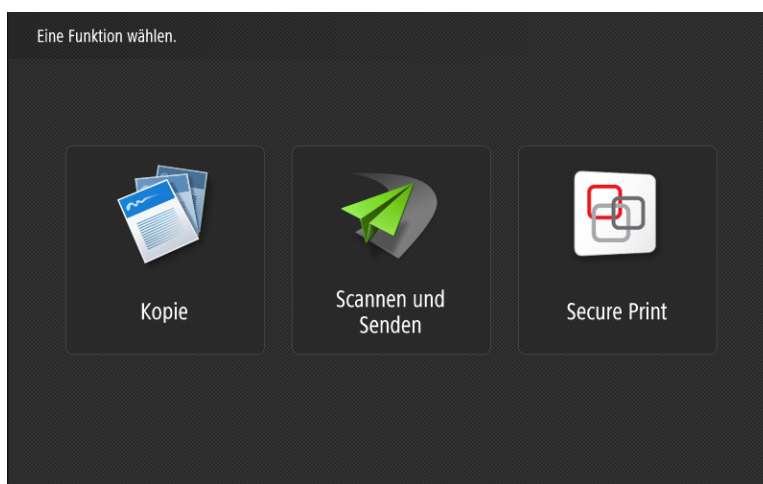 Eine Funktion wählen.
Kopie
Scannen und
Senden
Secure Print